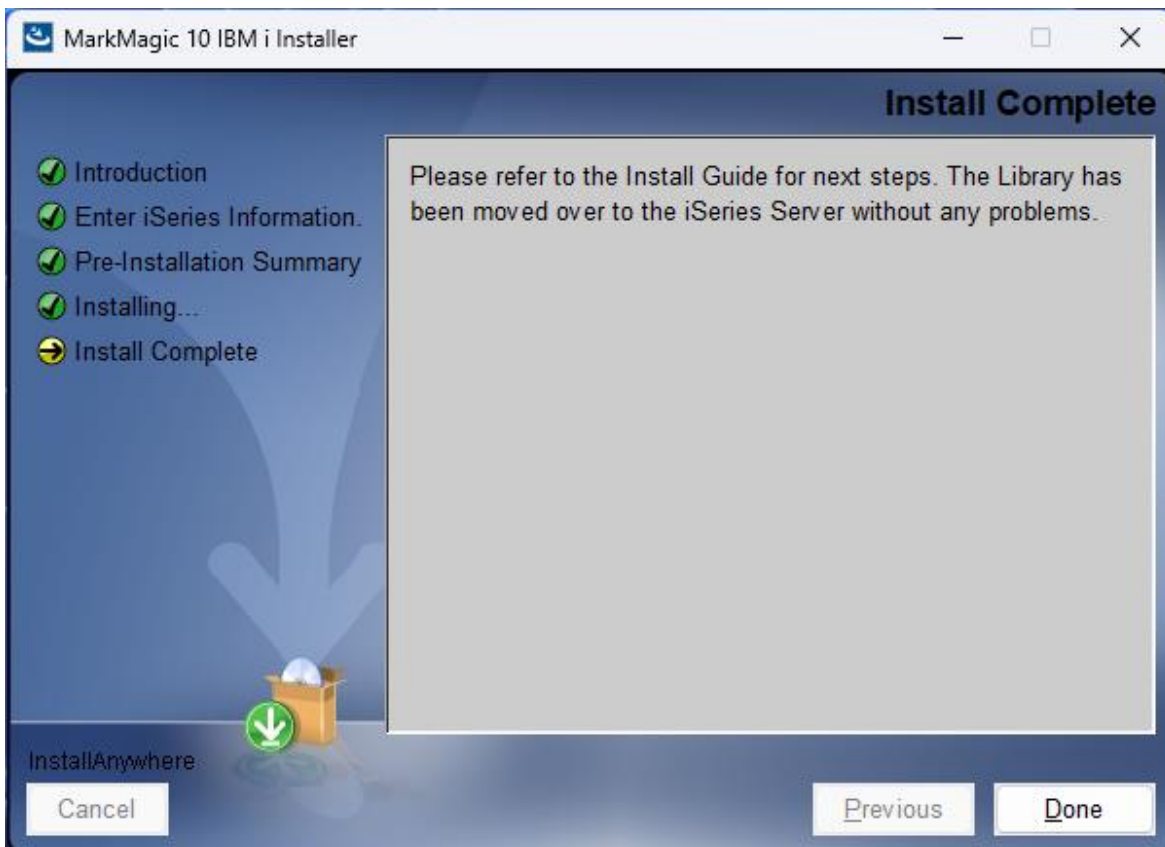 MarkMagic 10 IBM i Installer
Install Complete
Introduction
Enter iSeries Information.
Pre-Installation Summary
Installing...
Install Complete
Please refer to the Install Guide for next steps. The Library has
been moved over to the iSeries Server without any problems.
InstallAnywhere
Cancel
Previous
Done